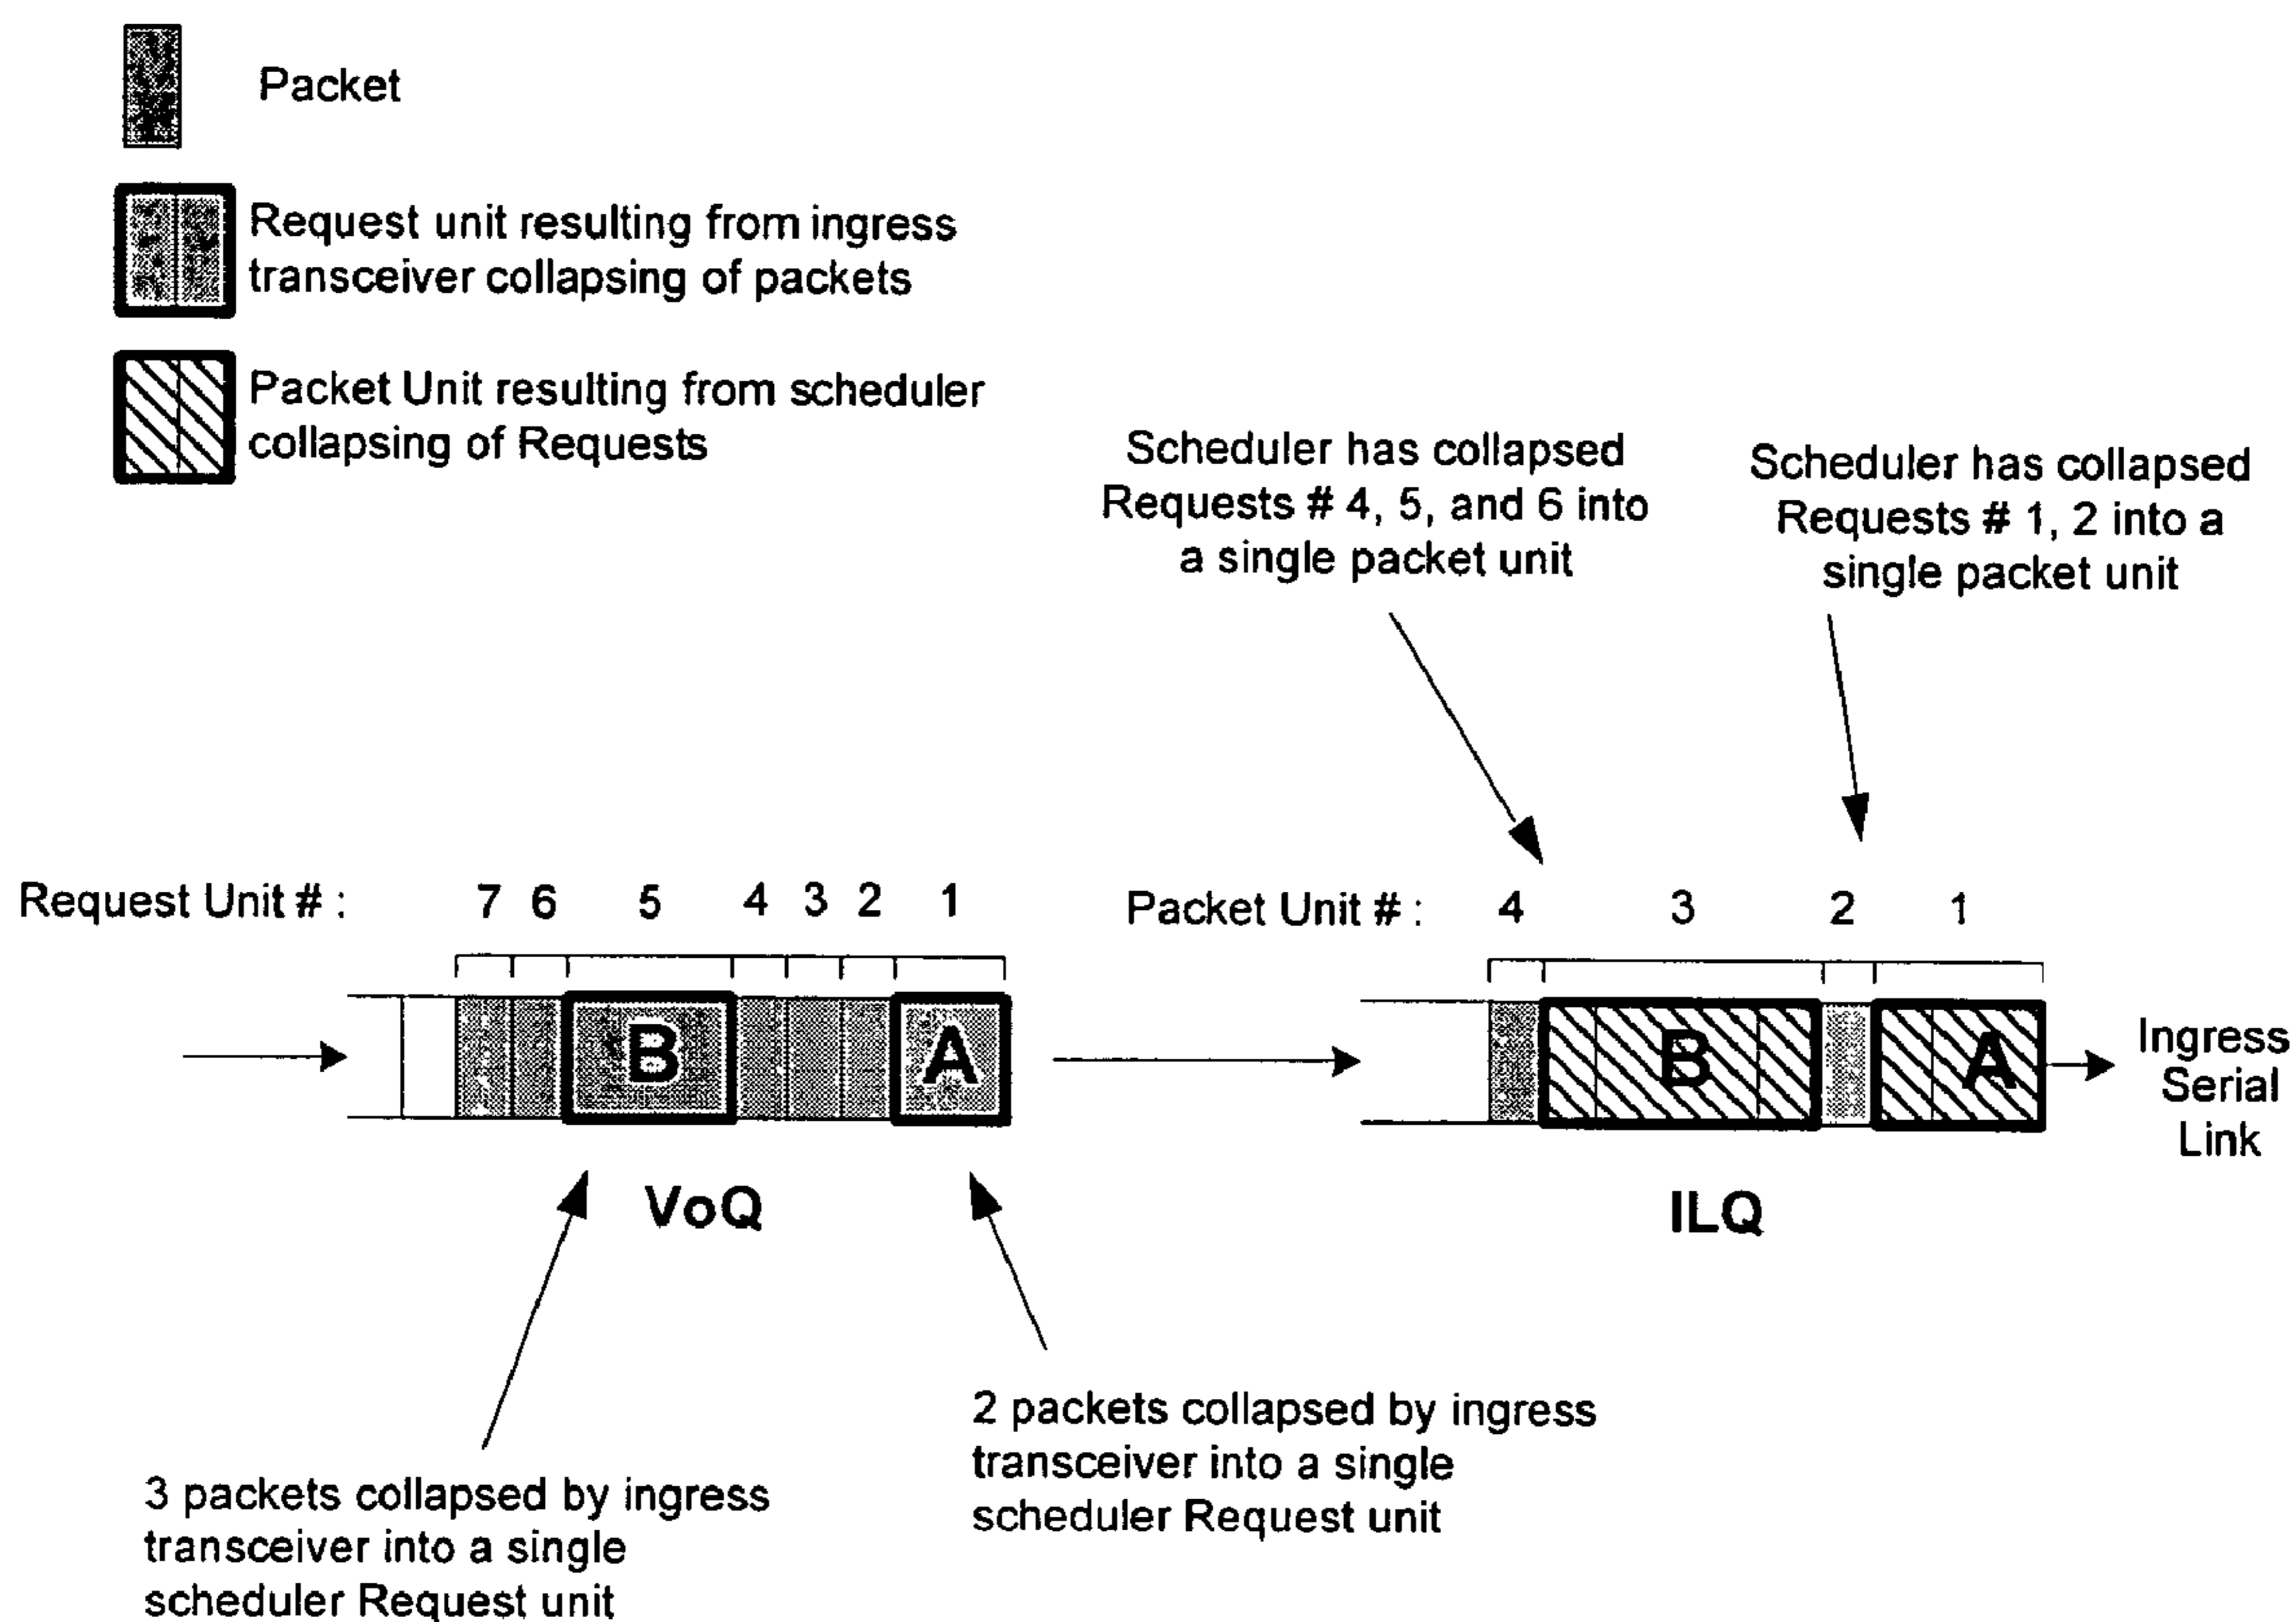 Packet
Request unit resulting from ingress
transceiver collapsing of packets
Packet Unit resulting from scheduler
collapsing of Requests
Scheduler has collapsed
Requests # 4, 5, and 6 into
a single packet unit
Scheduler has collapsed
Requests # 1, 2 into a
single packet unit
Request Unit # : 7 6 5 4 3 2 1
Packet Unit # : 4 3 2 1
B A
B A
Ingress
Serial
Link
VoQ
ILQ
2 packets collapsed by ingress
transceiver into a single
scheduler Request unit
3 packets collapsed by ingress
transceiver into a single
scheduler Request unit